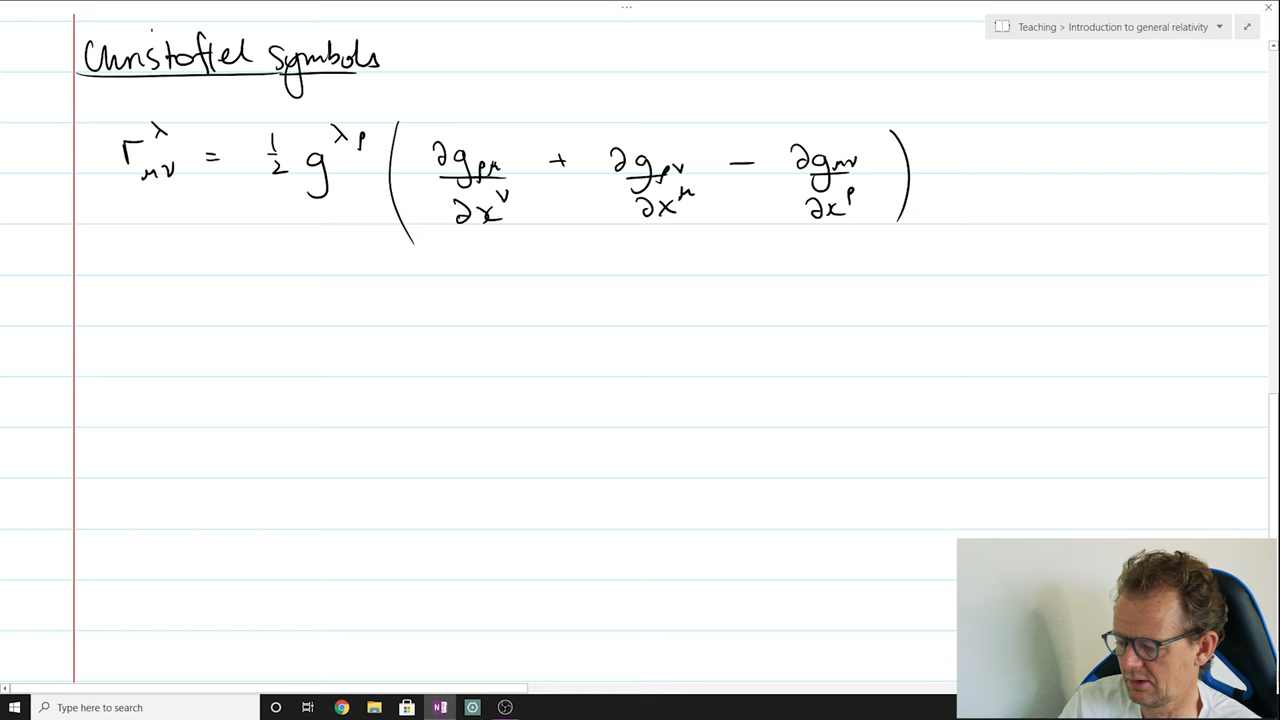 Teaching > Introduction to general relativity
Christoffel symbols
Γ^λ_μν = 1/2 g^λρ ( ∂g_ρμ/∂x^ν + ∂g_ρν/∂x^μ − ∂g_μν/∂x^ρ )
Type here to search